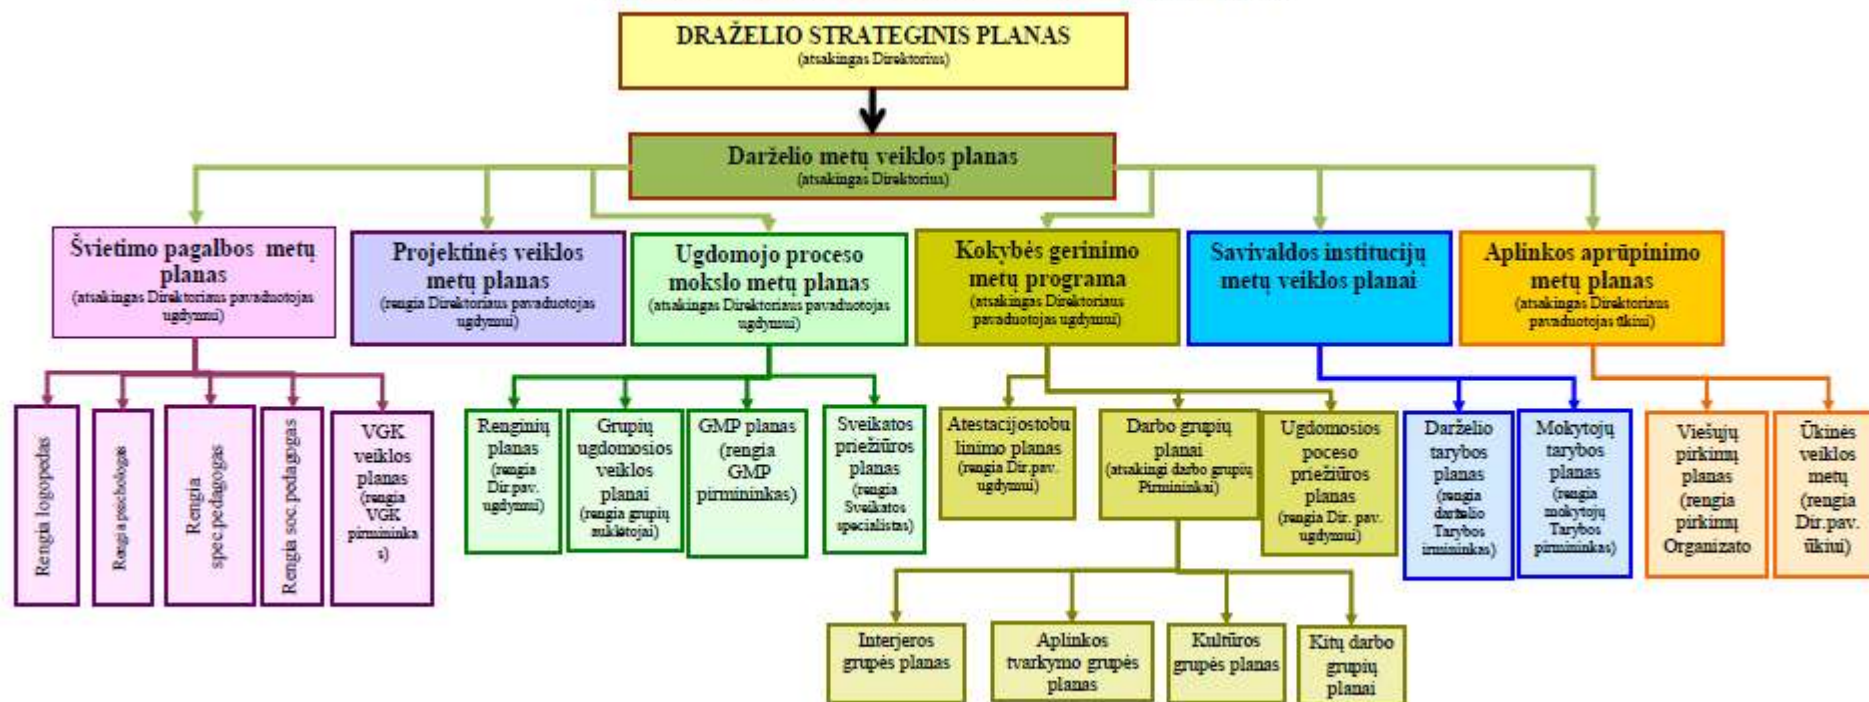 DRAŽELIO STRATEGINIS PLANAS
(atsakingas Direktorius)
Darželio metų veiklos planas
(atsakingas Direktorius)
Švietimo pagalbos metų
planas
(atsakingas Direktoriaus pavaduotojas
ugdymui)
Projektinės veiklos
metų planas
(rengia Direktoriaus pavaduotojas
ugdymui)
Ugdomojo proceso
mokslo metų planas
(atsakingas Direktoriaus pavaduotojas
ugdymui)
Kokybės gerinimo
metų programa
(atsakingas Direktoriaus
pavaduotojas ugdymui)
Savivaldos institucijų
metų veiklos planai
Aplinkos aprūpinimo
metų planas
(atsakingas Direktoriaus
pavaduotojas ūkiui)
Rengia logopedas
Rengia psichologas
Rengia
spec.pedagogas
Rengia soc.pedagogas
VGK
veiklos
planas
(rengia
VGK
pirmininka
s)
Renginių
planas
(rengia
Dir.pav.
ugdymui)
Grupių
ugdomosios
veiklos
planai
(rengia grupių
auklėtojai)
GMP planas
(rengia
GMP
pirmininkas)
Sveikatos
priežiūros
planas
(rengia
Sveikatos
specialistas)
Atestacijostobu
linimo planas
(rengia Dir.pav.
ugdymui)
Darbo grupių
planai
(atsakingi darbo grupių
Pirmininkai)
Ugdomosios
poceso
priežiūros
planas
(rengia Dir. pav.
ugdymui)
Darželio
tarybos
planas
(rengia
darželio
Tarybos
irmininkas)
Mokytojų
tarybos
planas
(rengia
mokytojų
Tarybos
pirmininkas)
Viešųjų
pirkimų
planas
(rengia
pirkimų
Organizato
Ūkinės
veiklos
metų
(rengia
Dir.pav.
ūkiui)
Interjeros
grupės planas
Aplinkos
tvarkymo grupės
planas
Kultūros
grupės planas
Kitų darbo
grupių
planai